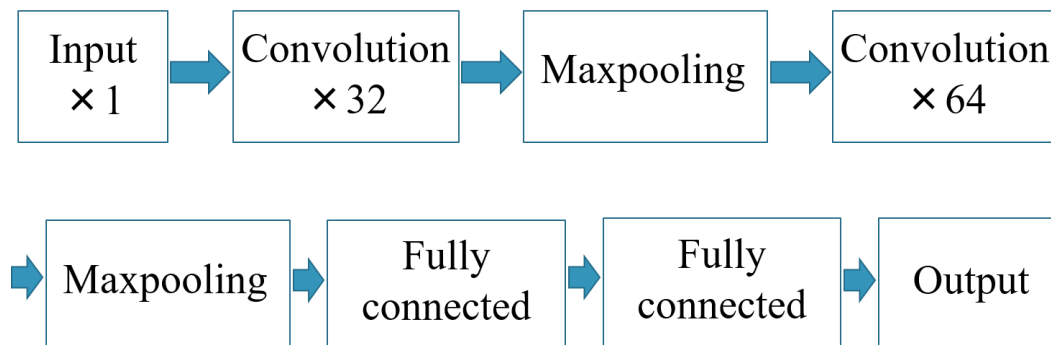 Input
× 1
Convolution
× 32
Maxpooling
Convolution
× 64
Maxpooling
Fully
connected
Fully
connected
Output